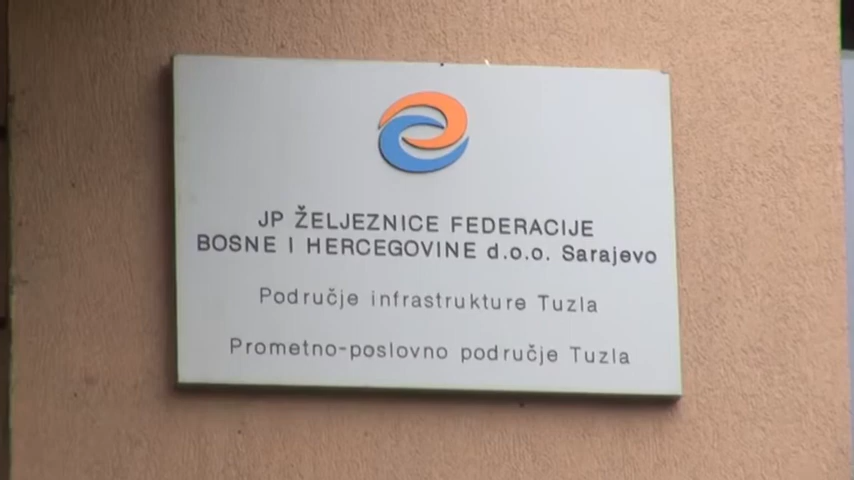 JP ŽELJEZNICE FEDERACIJE
BOSNE I HERCEGOVINE d.o.o. Sarajevo
Područje infrastrukture Tuzla
Prometno-poslovno područje Tuzla